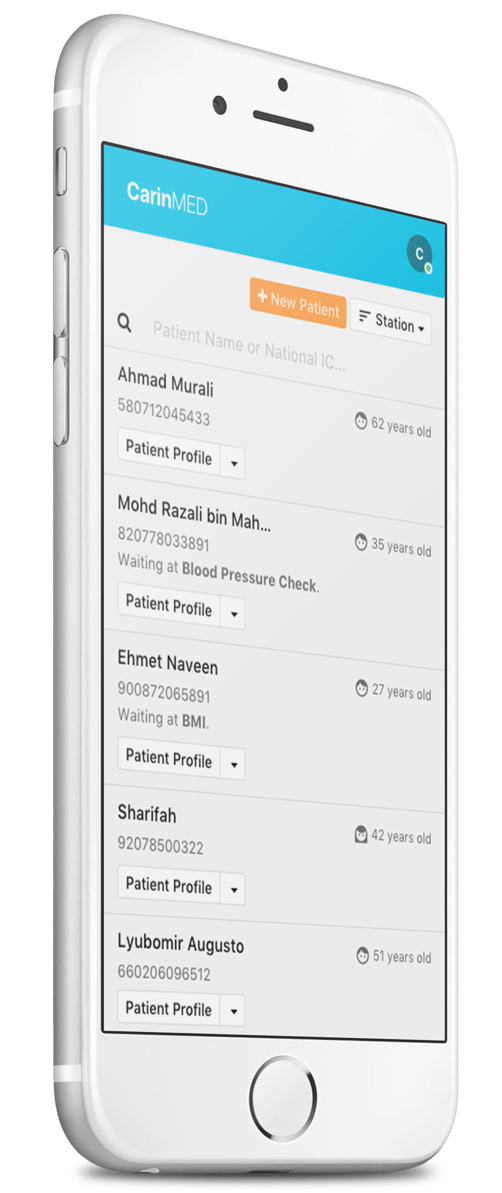 CarinMED
C
+ New Patient
Station
Patient Name or National IC...
Ahmad Murali
580712045433
62 years old
Patient Profile
Mohd Razali bin Mah...
820778033891
35 years old
Waiting at Blood Pressure Check.
Patient Profile
Ehmet Naveen
900872065891
27 years old
Waiting at BMI.
Patient Profile
Sharifah
92078500322
42 years old
Patient Profile
Lyubomir Augusto
660206096512
51 years old
Patient Profile